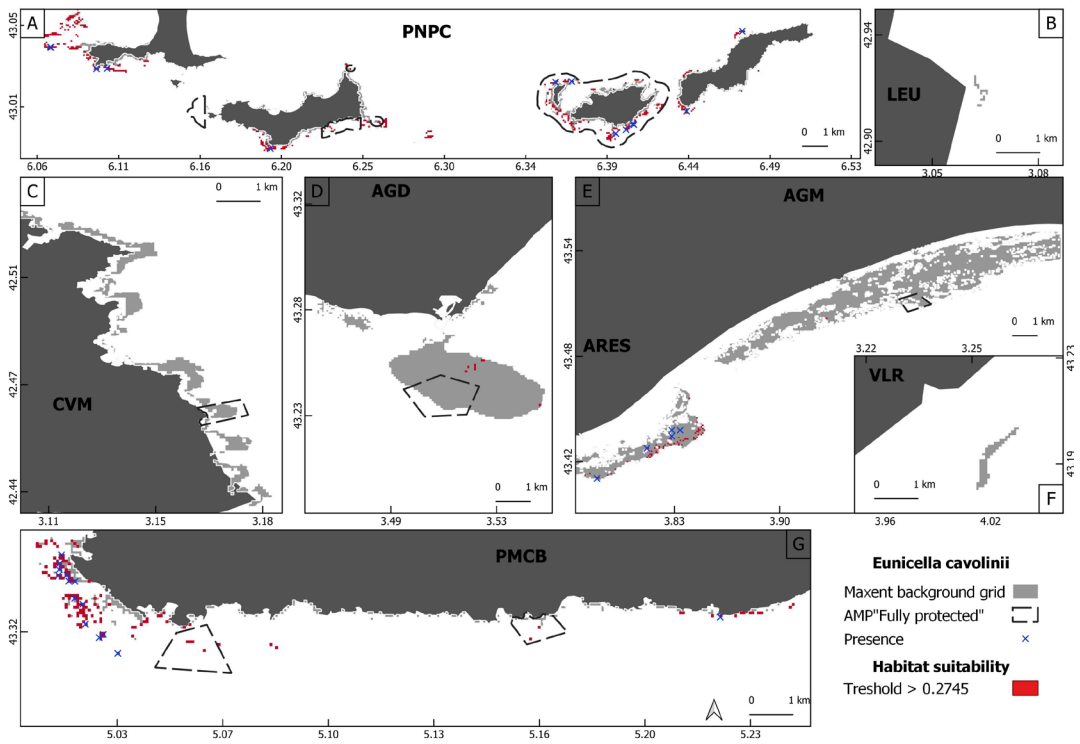 A
PNPC
43.05
43.01
0 1 km
6.06 6.11 6.16 6.20 6.26 6.30 6.39 6.44 6.49 6.53
B
LEU
42.94
42.90
0 1 km
3.05 3.08
C
CVM
0 1 km
42.51
42.47
42.44
3.11 3.15 3.18
D
AGD
43.32
43.28
43.23
0 1 km
3.49 3.53
E
AGM
ARES
43.54
43.48
43.42
0 1 km
3.83 3.90 3.96 4.02
3.22 3.25
VLR
43.23
43.19
0 1 km
F
G
PMCB
43.32
0 1 km
5.03 5.07 5.10 5.13 5.16 5.20 5.23
Eunicella cavolinii
Maxent background grid
AMP"Fully protected"
Presence
Habitat suitability
Treshold > 0.2745